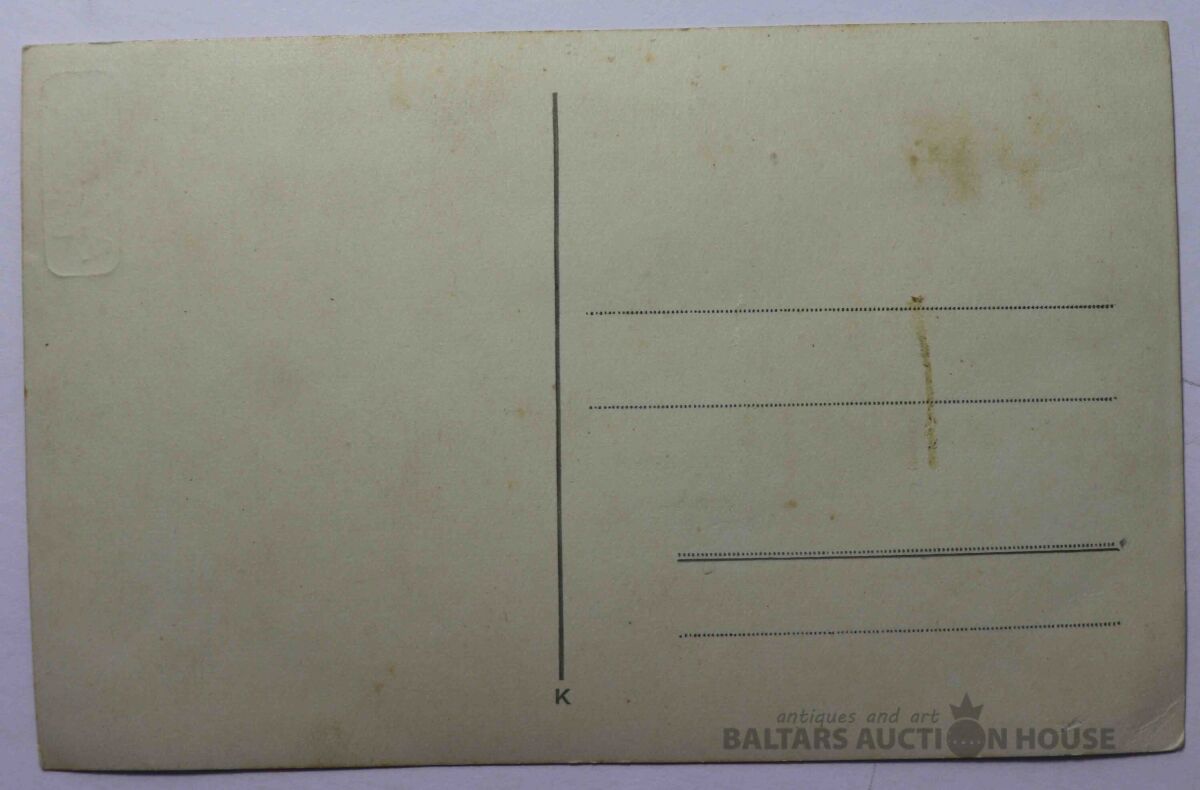 K
antiques and art
BALTARS AUCTION HOUSE